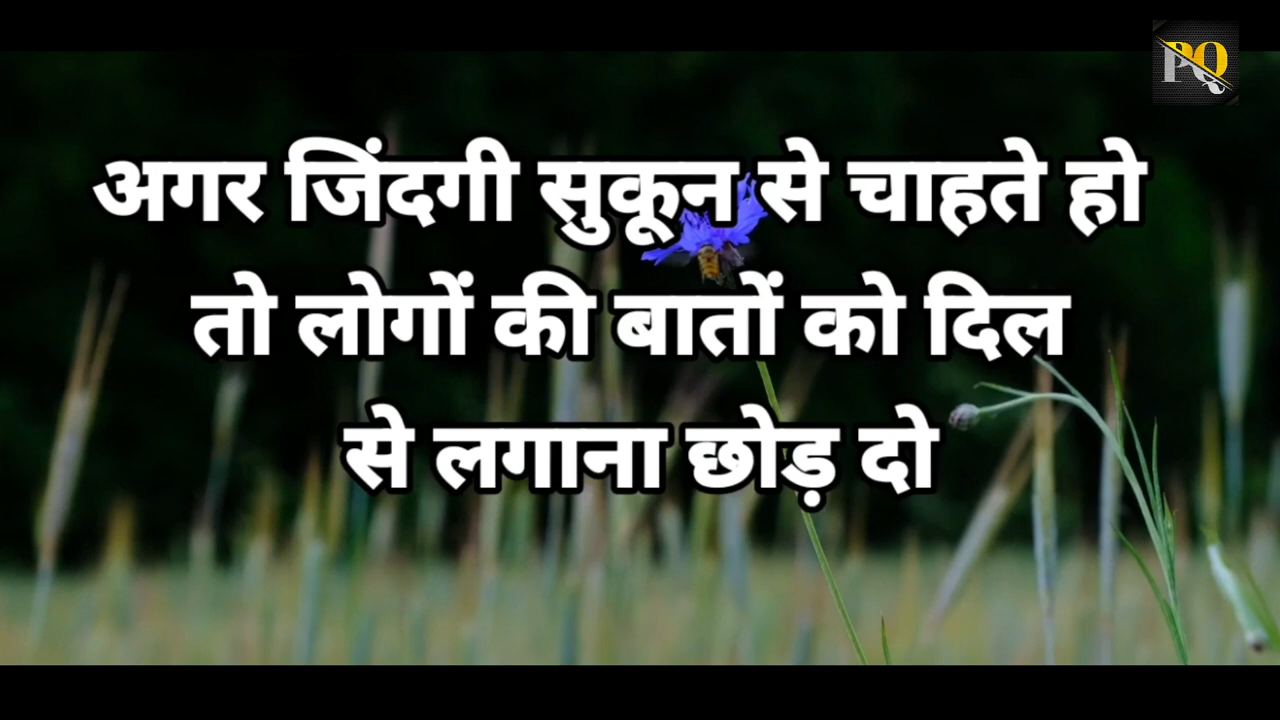 PQ
अगर जिंदगी सुकून से चाहते हो
तो लोगों की बातों को दिल
से लगाना छोड़ दो